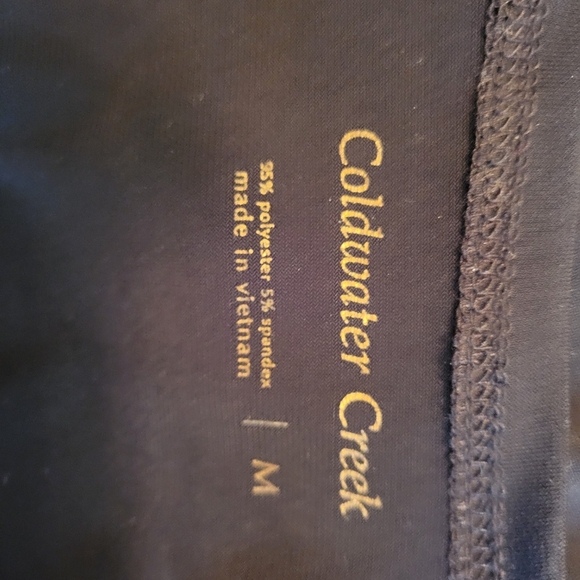 Coldwater Creek
95% polyester 5% spandex
made in vietnam | M